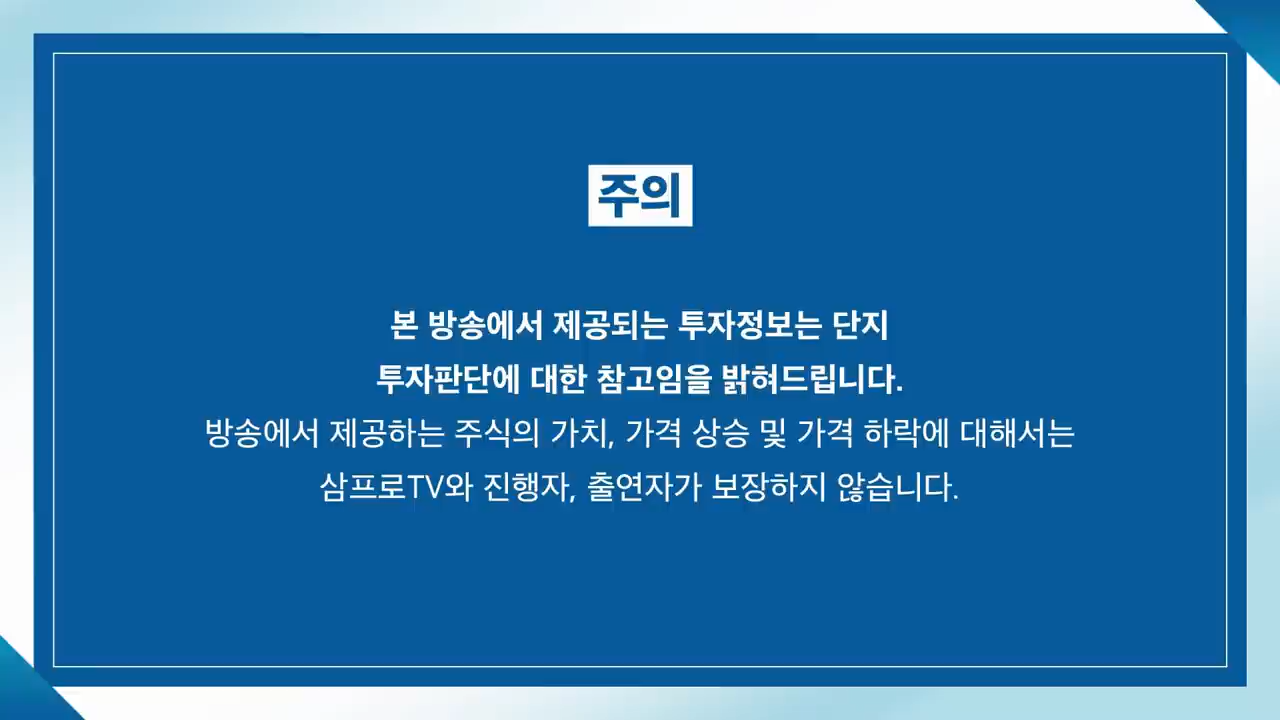 주의
본 방송에서 제공되는 투자정보는 단지
투자판단에 대한 참고임을 밝혀드립니다.
방송에서 제공하는 주식의 가치, 가격 상승 및 가격 하락에 대해서는
삼프로TV와 진행자, 출연자가 보장하지 않습니다.